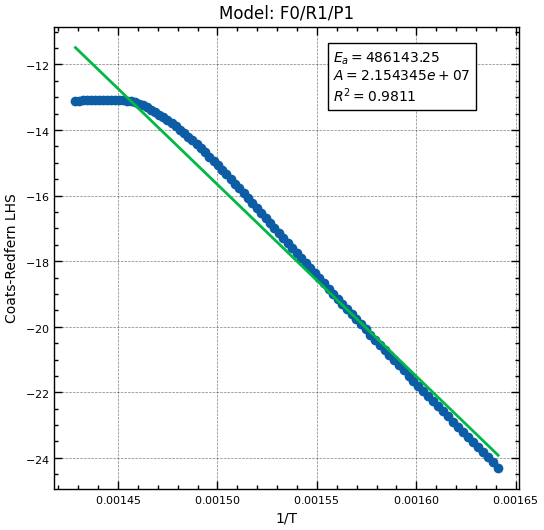 Model: F0/R1/P1
Coats-Redfern LHS
−12
−14
−16
−18
−20
−22
−24
E_a = 486143.25
A = 2.154345e + 07
R² = 0.9811
0.00145 0.00150 0.00155 0.00160 0.00165
1/T